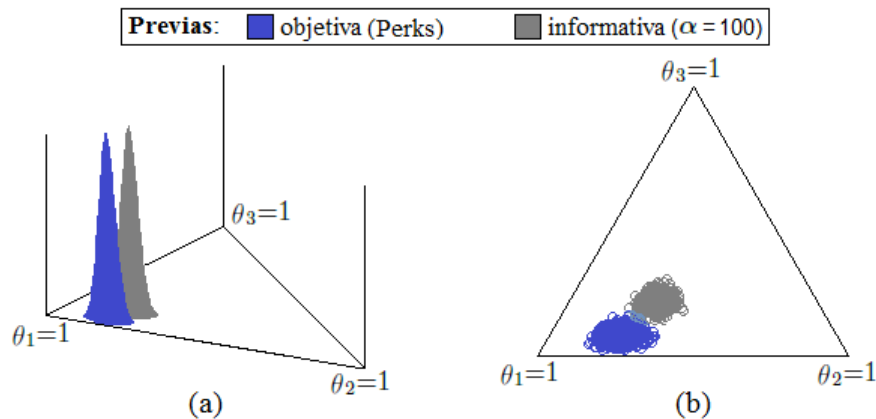 Previas: objetiva (Perks) informativa (α = 100)
θ3=1
θ1=1
θ2=1
(a)
θ3=1
θ1=1
θ2=1
(b)